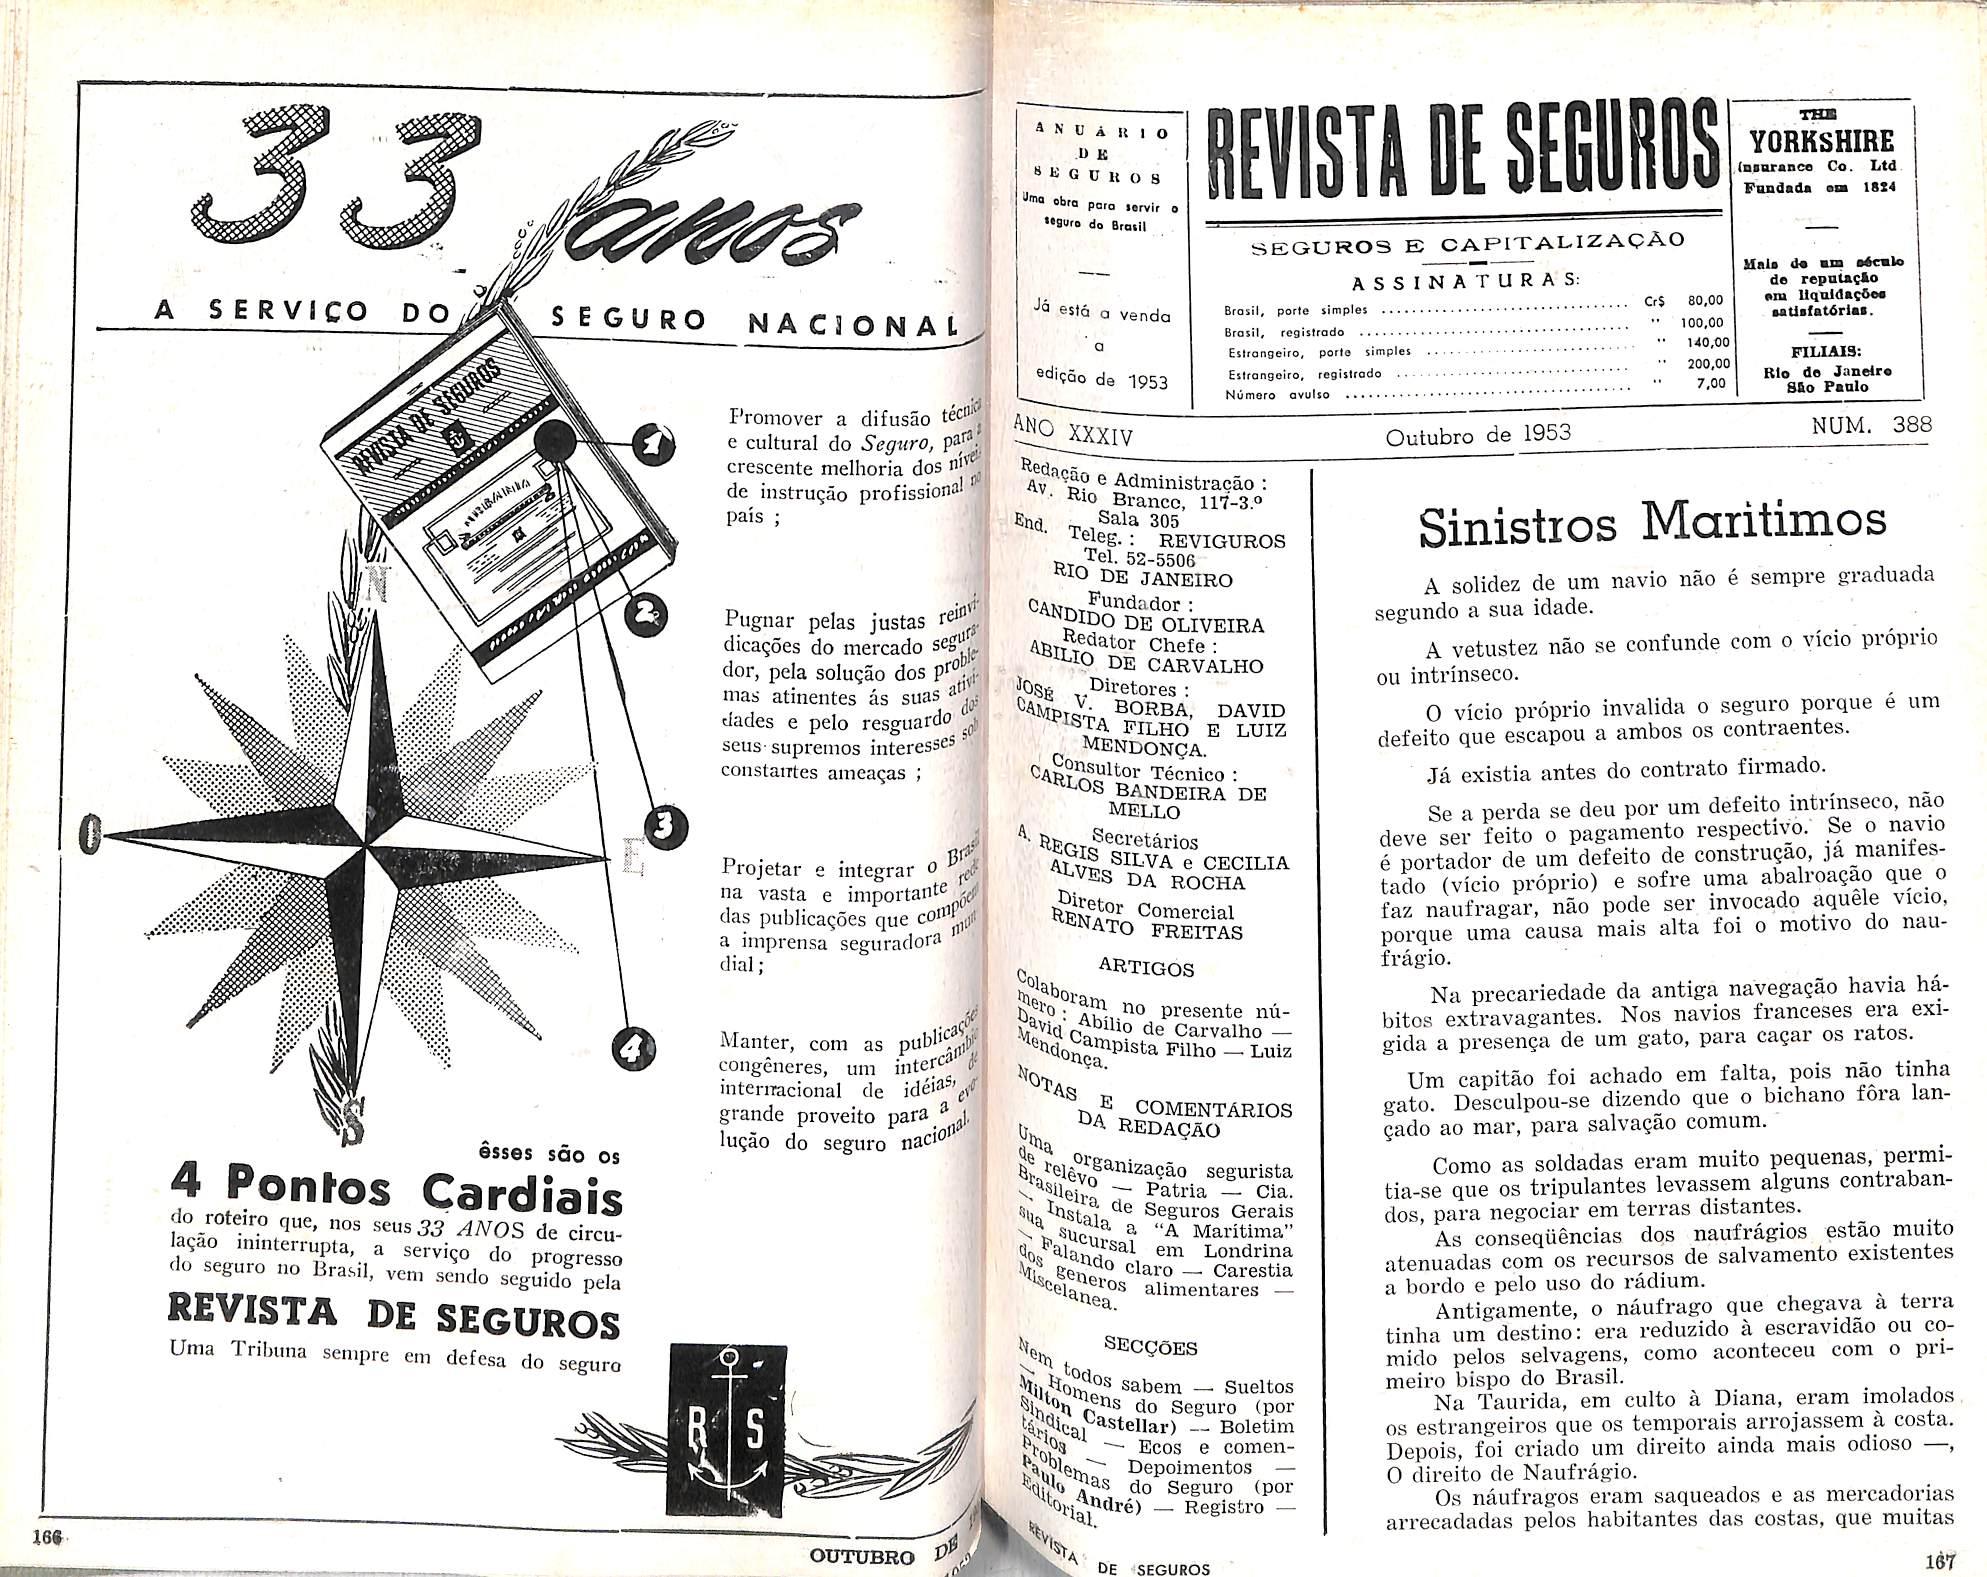 33 anos
A SERVIÇO DO SEGURO NACIONAL
REVISTA DE SEGUROS
1
2
3
4
N
O
E
S
Promover a difusão técnica
e cultural do Seguro, para a
crescente melhoria dos níveis
de instrução profissional no
país ;
Pugnar pelas justas reinvi-
dicações do mercado segura-
dor, pela solução dos proble-
mas atinentes ás suas ativi-
dades e pelo resguardo dos
seus supremos interesses sob
constantes ameaças ;
Projetar e integrar o Brasil
na vasta e importante rede
das publicações que compõem
a imprensa seguradora mun
dial ;
Manter, com as publicações
congêneres, um intercâmbio
internacional de idéias, de
grande proveito para a evo-
lução do seguro nacional.
êsses são os
4 Pontos Cardiais
do roteiro que, nos seus 33 ANOS de circu-
lação ininterrupta, a serviço do progresso
do seguro no Brasil, vem sendo seguido pela
REVISTA DE SEGUROS
Uma Tribuna sempre em defesa do seguro
R S
166
OUTUBRO DE
ANUÁRIO
DE
SEGUROS
Uma obra para servir o
seguro do Brasil
Já está a venda
a
edição de 1953
REVISTA DE SEGUROS
SEGUROS E CAPITALIZAÇÃO
ASSINATURAS:
Brasil, porte simples .............................. Cr$ 80,00
Brasil, registrado .............................. " 100,00
Estrangeiro, porte simples .............................. " 140,00
Estrangeiro, registrado .............................. " 200,00
Número avulso .............................. " 7,00
THE
YORKSHIRE
Insurance Co. Ltd
Fundada em 1824
Mais de um século
de reputação
em liquidações
satisfatórias.
FILIAIS:
Rio de Janeiro
São Paulo
ANO XXXIV Outubro de 1953 NUM. 388
Redação e Administração :
Av. Rio Branco, 117-3.º
Sala 305
End. Teleg. : REVIGUROS
Tel. 52-5506
RIO DE JANEIRO
Fundador :
CANDIDO DE OLIVEIRA
Redator Chefe :
ABILIO DE CARVALHO
Diretores :
JOSÉ V. BORBA, DAVID
CAMPISTA FILHO E LUIZ
MENDONÇA.
Consultor Técnico :
CARLOS BANDEIRA DE
MELLO
Secretários
A. REGIS SILVA e CECILIA
ALVES DA ROCHA
Diretor Comercial
RENATO FREITAS
ARTIGOS
Colaboram no presente nú-
mero : Abílio de Carvalho —
David Campista Filho — Luiz
Mendonça.
NOTAS E COMENTÁRIOS
DA REDAÇÃO
Uma organização segurista
de relêvo — Patria — Cia.
Brasileira de Seguros Gerais
— Instala a "A Marítima"
sua sucursal em Londrina
— Falando claro — Carestia
dos generos alimentares —
Miscelanea.
SECÇÕES
Nem todos sabem — Sueltos
— Homens do Seguro (por
Milton Castellar) — Boletim
Sindical — Ecos e comen-
tários — Depoimentos —
Problemas do Seguro (por
Paulo André) — Registro —
Editorial.
REVISTA DE SEGUROS
Sinistros Maritimos
A solidez de um navio não é sempre graduada
segundo a sua idade.
A vetustez não se confunde com o vício próprio
ou intrínseco.
O vício próprio invalida o seguro porque é um
defeito que escapou a ambos os contraentes.
Já existia antes do contrato firmado.
Se a perda se deu por um defeito intrínseco, não
deve ser feito o pagamento respectivo. Se o navio
é portador de um defeito de construção, já manifes-
tado (vício próprio) e sofre uma abalroação que o
faz naufragar, não pode ser invocado aquêle vício,
porque uma causa mais alta foi o motivo do nau-
frágio.
Na precariedade da antiga navegação havia há-
bitos extravagantes. Nos navios franceses era exi-
gida a presença de um gato, para caçar os ratos.
Um capitão foi achado em falta, pois não tinha
gato. Desculpou-se dizendo que o bichano fôra lan-
çado ao mar, para salvação comum.
Como as soldadas eram muito pequenas, permi-
tia-se que os tripulantes levassem alguns contraban-
dos, para negociar em terras distantes.
As conseqüências dos naufrágios estão muito
atenuadas com os recursos de salvamento existentes
a bordo e pelo uso do rádium.
Antigamente, o náufrago que chegava à terra
tinha um destino: era reduzido à escravidão ou co-
mido pelos selvagens, como aconteceu com o pri-
meiro bispo do Brasil.
Na Taurida, em culto à Diana, eram imolados
os estrangeiros que os temporais arrojassem à costa.
Depois, foi criado um direito ainda mais odioso —,
O direito de Naufrágio.
Os náufragos eram saqueados e as mercadorias
arrecadadas pelos habitantes das costas, que muitas
167